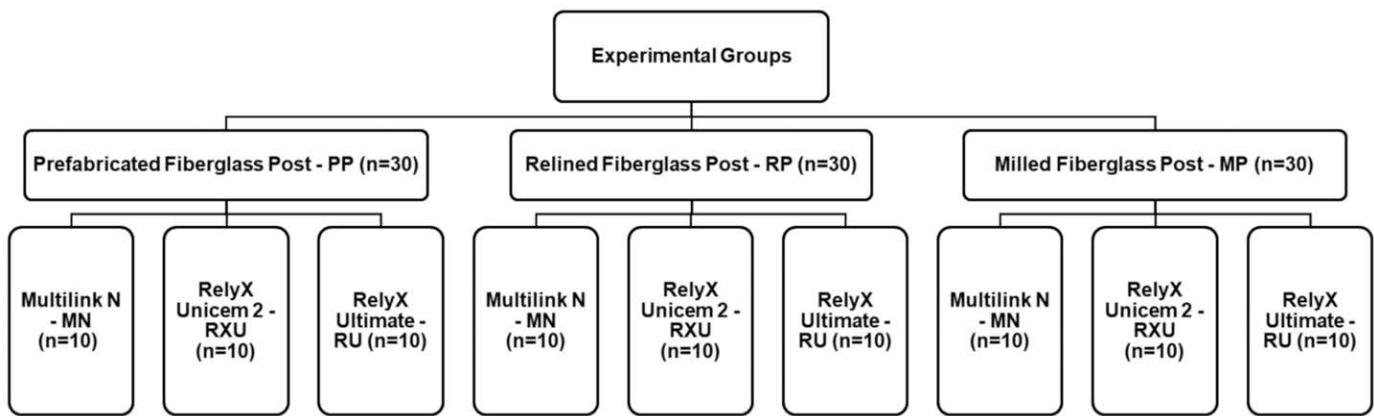 Experimental Groups
Prefabricated Fiberglass Post - PP (n=30)
Relined Fiberglass Post - RP (n=30)
Milled Fiberglass Post - MP (n=30)
Multilink N
- MN
(n=10)
RelyX
Unicem 2 -
RXU
(n=10)
RelyX
Ultimate -
RU (n=10)
Multilink N
- MN
(n=10)
RelyX
Unicem 2 -
RXU
(n=10)
RelyX
Ultimate -
RU (n=10)
Multilink N
- MN
(n=10)
RelyX
Unicem 2 -
RXU
(n=10)
RelyX
Ultimate -
RU (n=10)